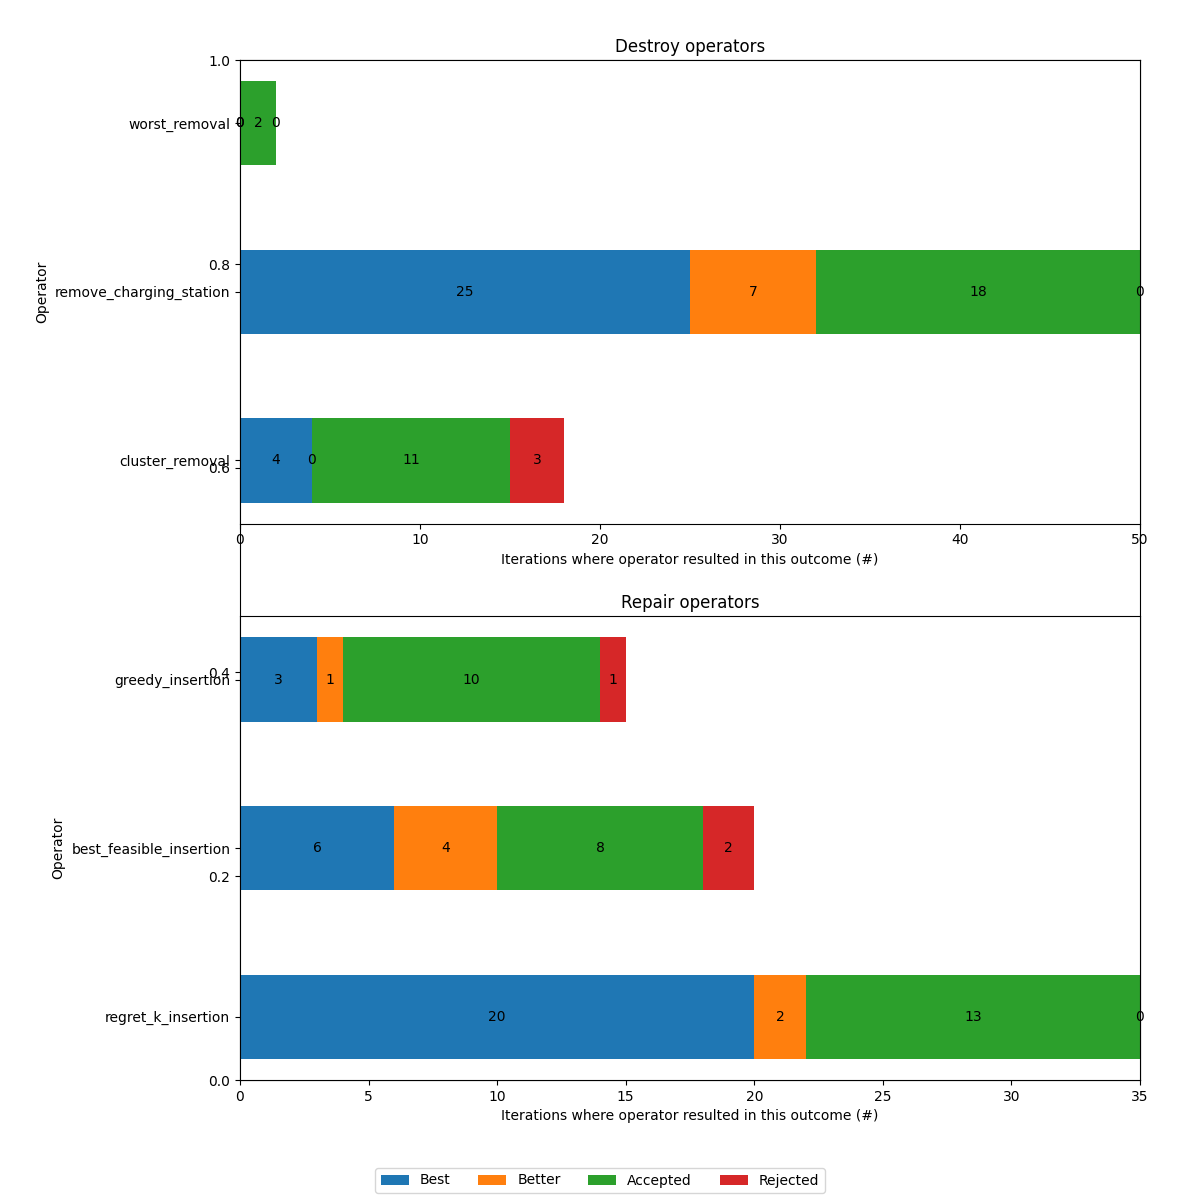 Destroy operators
1.0
worst_removal 0 0 2 0
Operator
0.8
remove_charging_station 25 7 18 0
cluster_removal 4 0 11 3
0.6
0 10 20 30 40 50
Iterations where operator resulted in this outcome (#)
Repair operators
0.4
greedy_insertion 3 1 10 1
Operator
best_feasible_insertion 6 4 8 2
0.2
regret_k_insertion 20 2 13 0
0.0
0 5 10 15 20 25 30 35
Iterations where operator resulted in this outcome (#)
Best Better Accepted Rejected